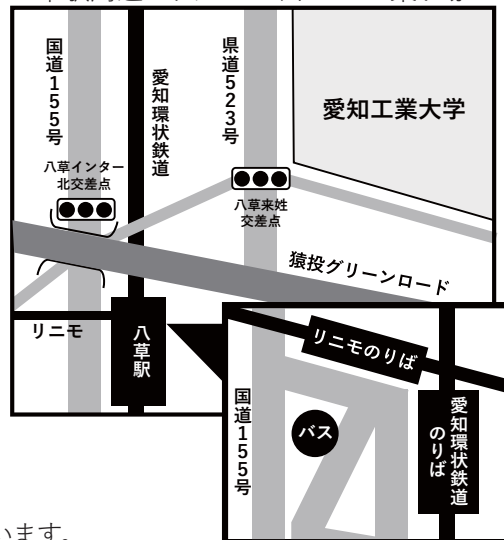 国道155号
愛知環状鉄道
県道523号
愛知工業大学
八草インター
北交差点
八草来姓
交差点
猿投グリーンロード
リニモ
八草駅
リニモのりば
国道155号
バス
愛知環状鉄道
のりば
います。